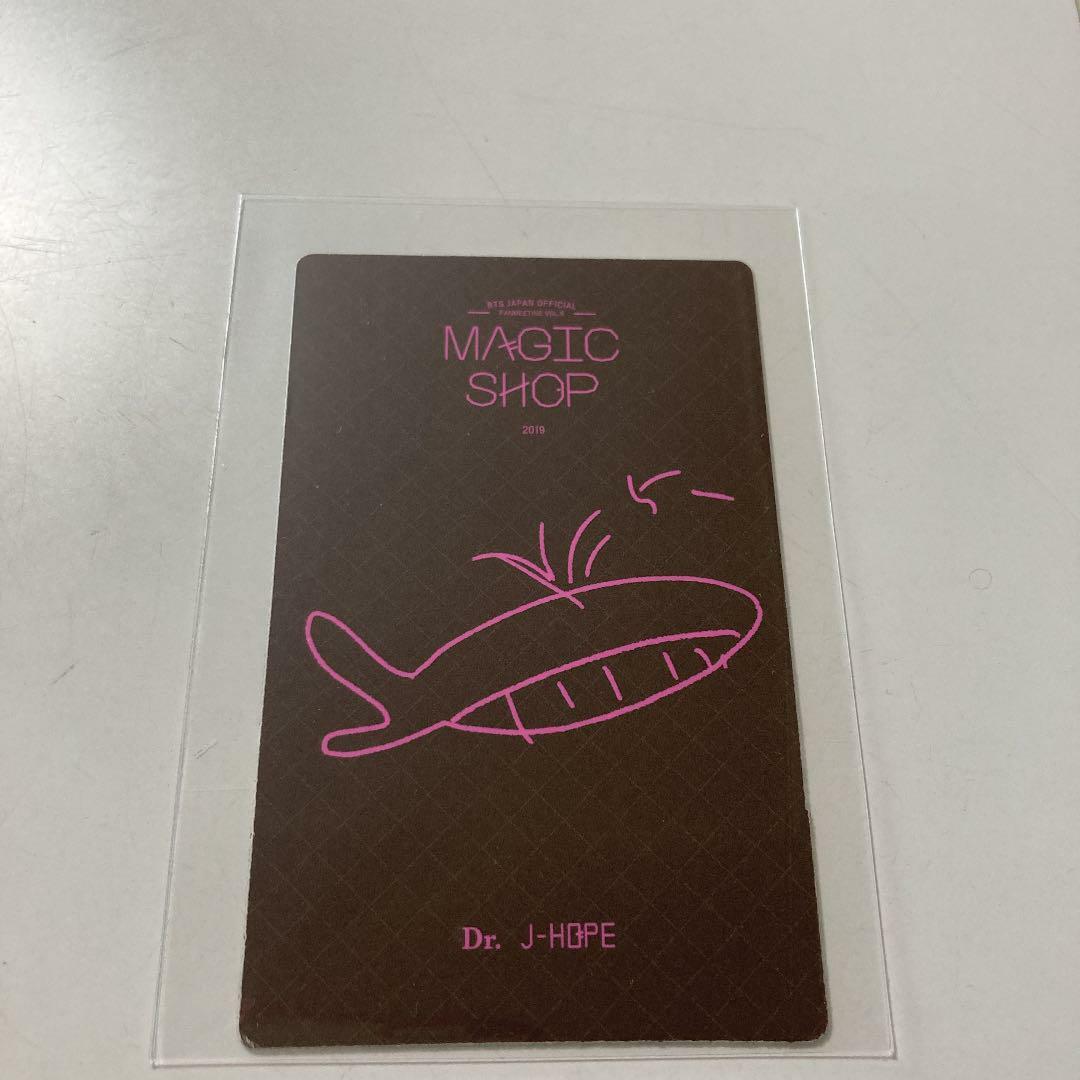 BTS JAPAN OFFICIAL
FANMEETING VOL.5
MAGIC
SHOP
2019
Dr. J-HOPE